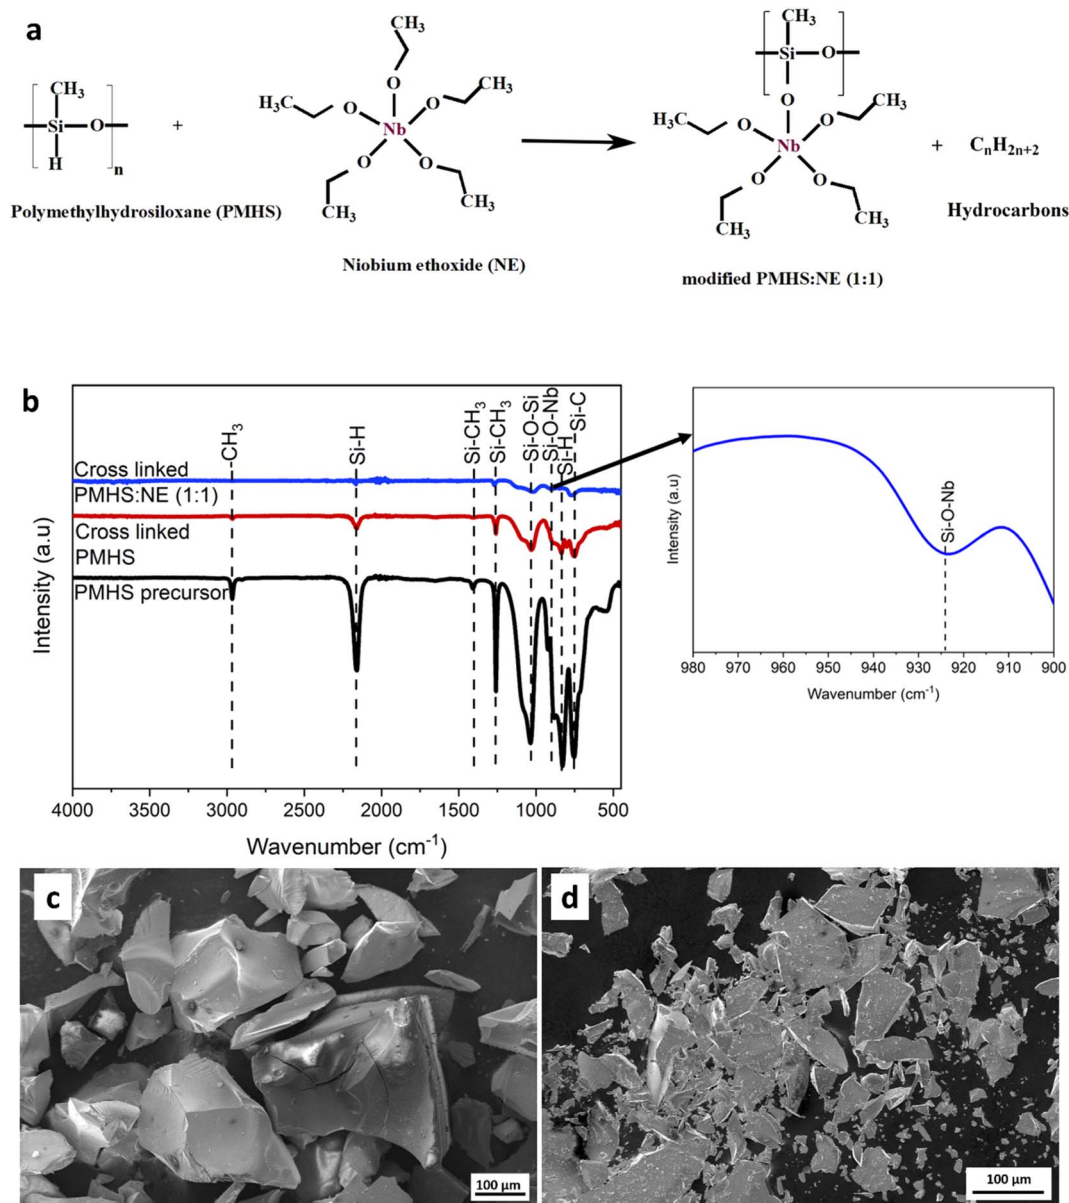 a
CH₃
Si
O
H
n
+
CH₃
H₃C
O
O
O
CH₃
Nb
O
O
CH₃
CH₃
CH₃
Si
O
O
H₃C
O
O
CH₃
Nb
O
O
CH₃
CH₃
+
CₙH₂ₙ₊₂
Polymethylhydrosiloxane (PMHS)
Hydrocarbons
Niobium ethoxide (NE)
modified PMHS:NE (1:1)
b
CH₃
Si-H
Si-CH₃
Si-CH₃
Si-O-Si
Si-O-Nb
Si-H
Si-C
Cross linked
PMHS:NE (1:1)
Cross linked
PMHS
PMHS precursor
Intensity (a.u)
4000 3500 3000 2500 2000 1500 1000 500
Wavenumber (cm⁻¹)
Intensity (a.u)
Si-O-Nb
980 970 960 950 940 930 920 910 900
Wavenumber (cm⁻¹)
c
100 µm
d
100 µm